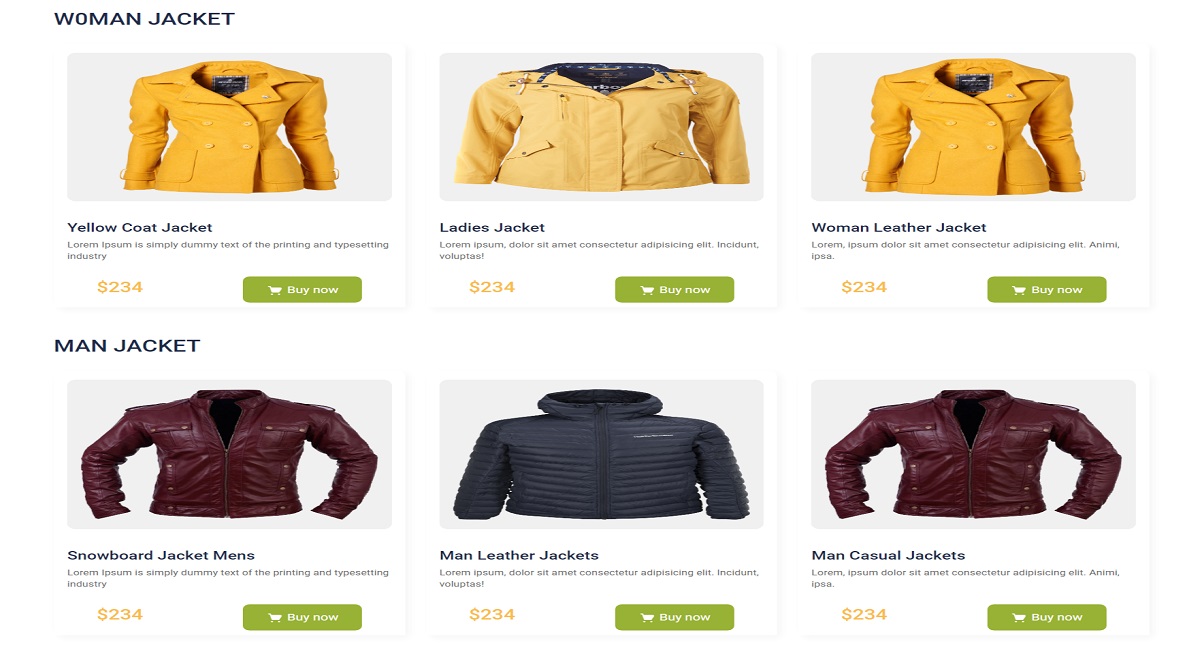 W0MAN JACKET
Yellow Coat Jacket
Lorem Ipsum is simply dummy text of the printing and typesetting
industry
$234
Buy now
Ladies Jacket
Lorem ipsum, dolor sit amet consectetur adipisicing elit. Incidunt,
voluptas!
$234
Buy now
Woman Leather Jacket
Lorem, ipsum dolor sit amet consectetur adipisicing elit. Animi,
ipsa.
$234
Buy now
MAN JACKET
Snowboard Jacket Mens
Lorem Ipsum is simply dummy text of the printing and typesetting
industry
$234
Buy now
Man Leather Jackets
Lorem ipsum, dolor sit amet consectetur adipisicing elit. Incidunt,
voluptas!
$234
Buy now
Man Casual Jackets
Lorem, ipsum dolor sit amet consectetur adipisicing elit. Animi,
ipsa.
$234
Buy now